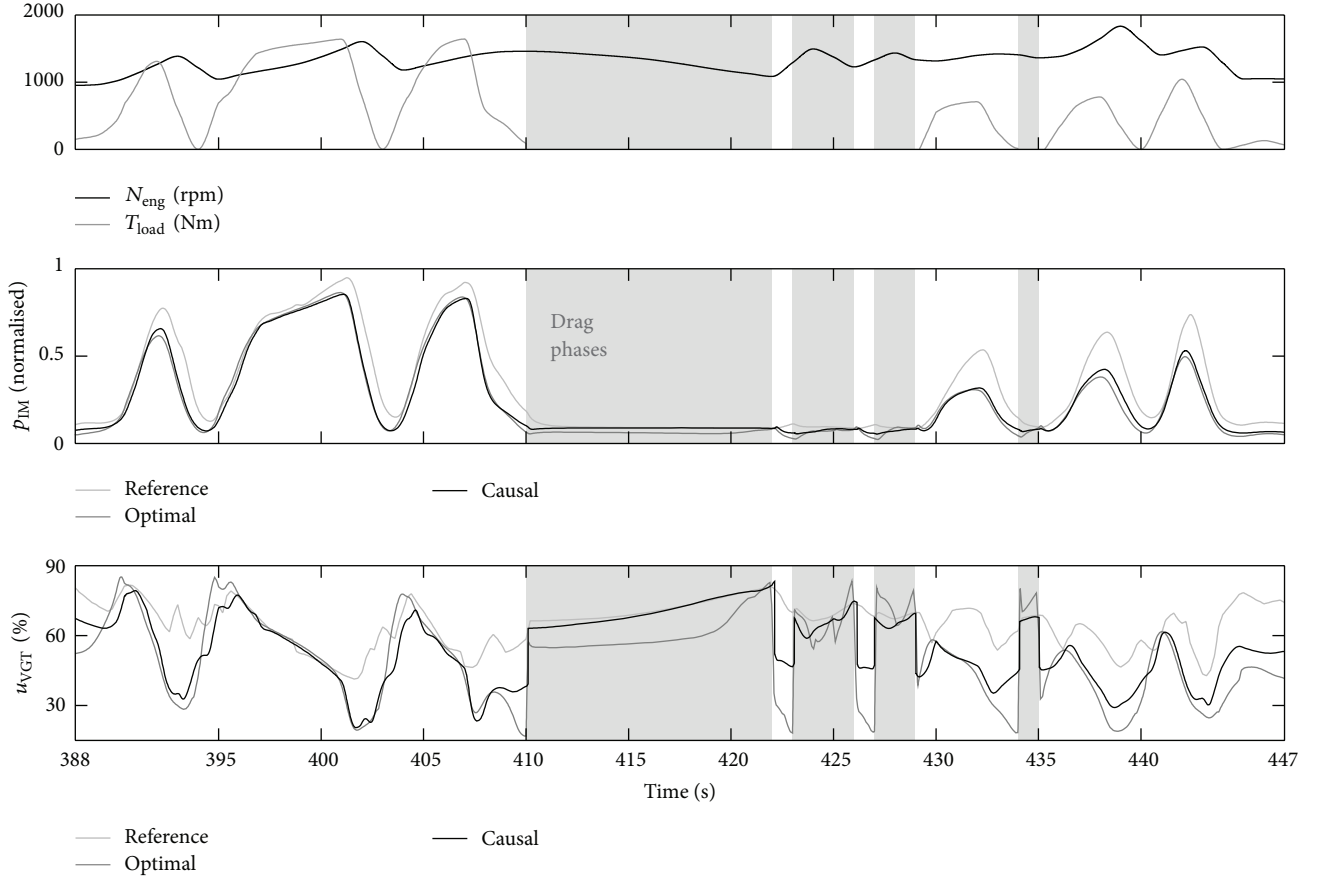 2000
1000
0
N_eng (rpm)
T_load (Nm)
1
0.5
0
p_IM (normalised)
Drag
phases
Reference
Causal
Optimal
90
60
30
u_VGT (%)
388 395 400 405 410 415 420 425 430 435 440 447
Time (s)
Reference
Causal
Optimal